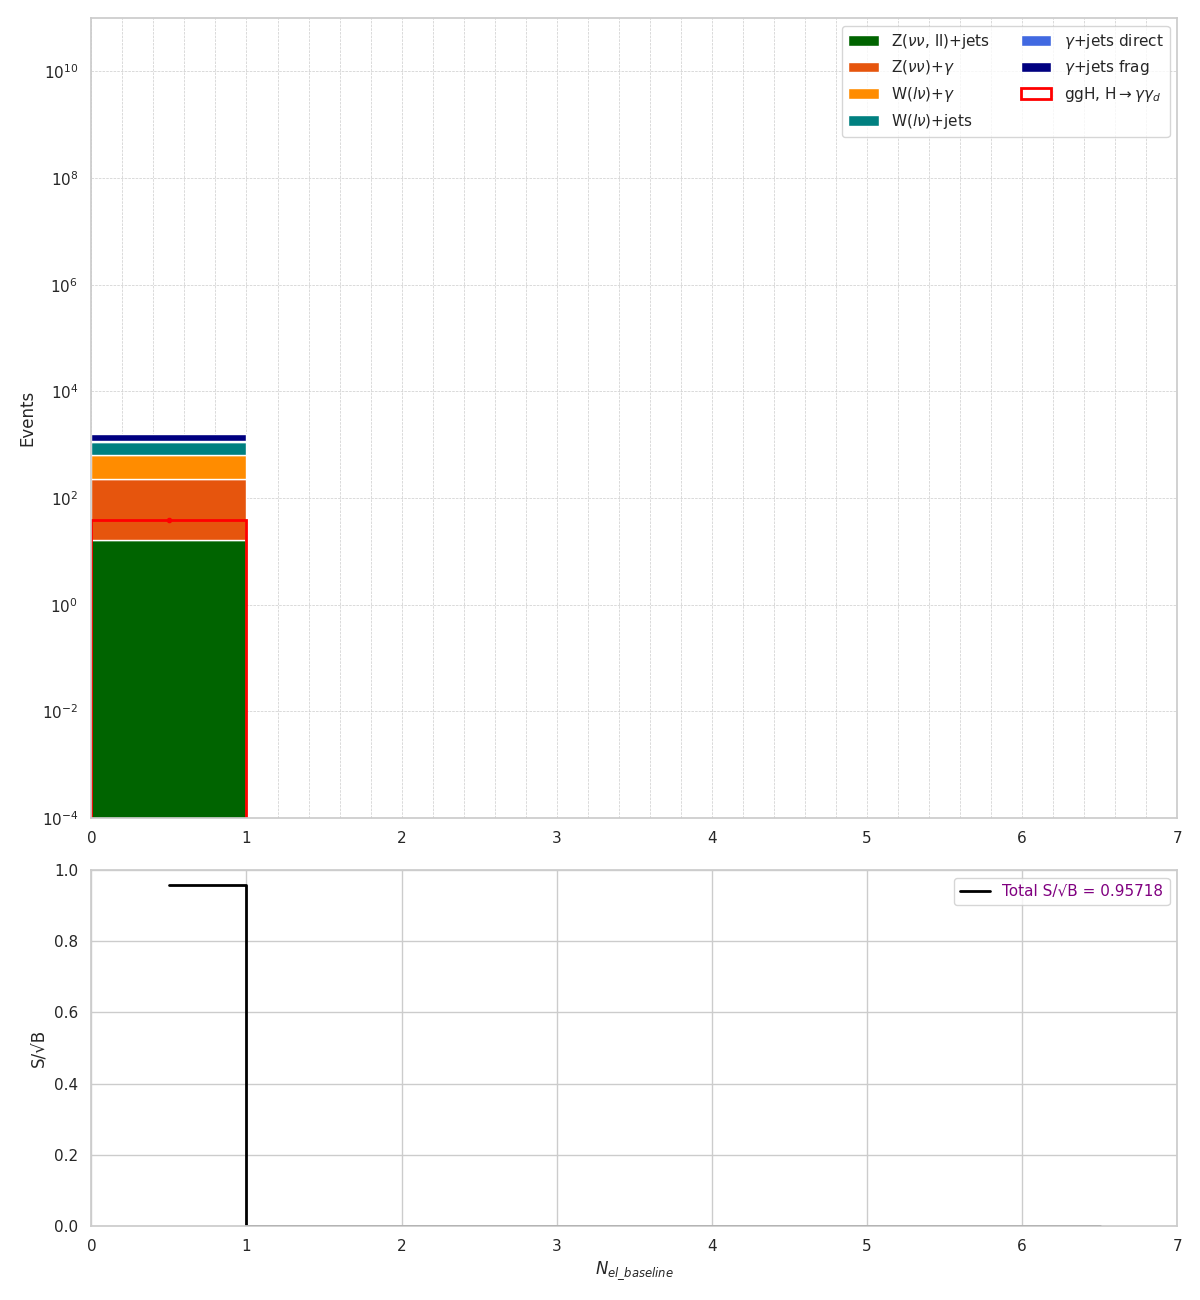 Z(νν, ll)+jets
Z(νν)+γ
W(lν)+γ
W(lν)+jets
γ+jets direct
γ+jets frag
ggH, H→γγ_d
10^10
10^8
10^6
10^4
10^2
10^0
10^−2
10^−4
Events
0 1 2 3 4 5 6 7
Total S/√B = 0.95718
1.0
0.8
0.6
0.4
0.2
0.0
S/√B
0 1 2 3 4 5 6 7
N_el_baseline